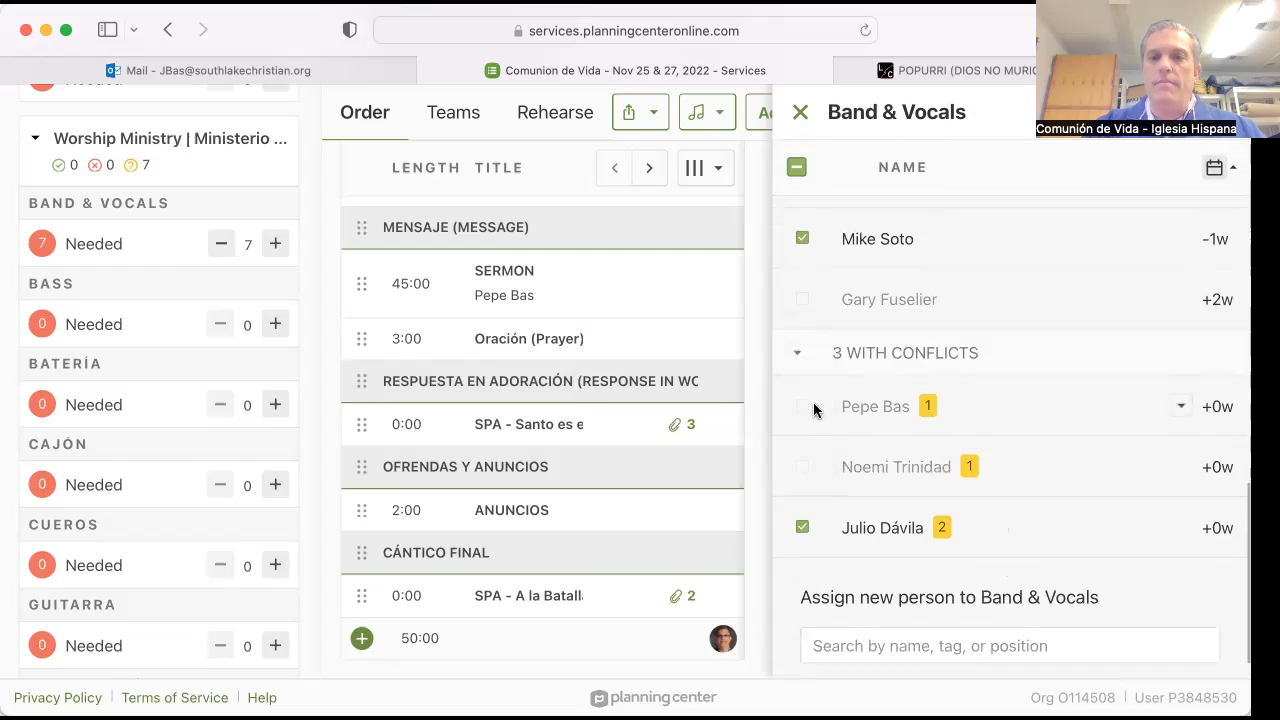 services.planningcenteronline.com
Mail - JBas@southlakechristian.org
Comunion de Vida - Nov 25 & 27, 2022 - Services
POPURRI (DIOS NO MURIO
Comunión de Vida - Iglesia Hispana
Worship Ministry | Ministerio ...
0 0 7
BAND & VOCALS
7 Needed 7
BASS
0 Needed 0
BATERÍA
0 Needed 0
CAJÓN
0 Needed 0
CUEROS
0 Needed 0
GUITARRA
0 Needed 0
Order Teams Rehearse
LENGTH TITLE
MENSAJE (MESSAGE)
45:00 SERMON
Pepe Bas
3:00 Oración (Prayer)
RESPUESTA EN ADORACIÓN (RESPONSE IN WO
0:00 SPA - Santo es e 3
OFRENDAS Y ANUNCIOS
2:00 ANUNCIOS
CÁNTICO FINAL
0:00 SPA - A la Batall 2
50:00
Band & Vocals
NAME
Mike Soto -1w
Gary Fuselier +2w
3 WITH CONFLICTS
Pepe Bas 1 +0w
Noemi Trinidad 1 +0w
Julio Dávila 2 +0w
Assign new person to Band & Vocals
Search by name, tag, or position
Privacy Policy Terms of Service Help
planning center
Org O114508 User P3848530